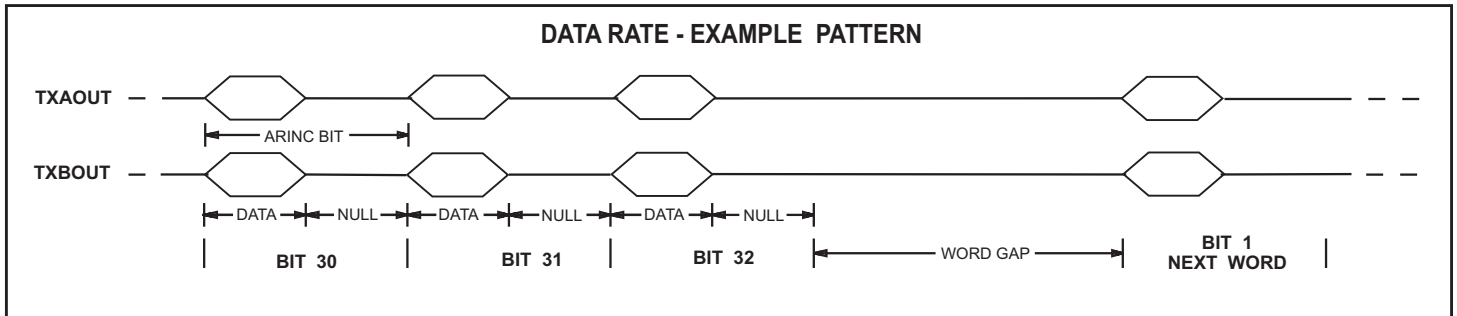 DATA RATE - EXAMPLE PATTERN
TXAOUT
ARINC BIT
TXBOUT
DATA NULL DATA NULL DATA NULL
BIT 30 BIT 31 BIT 32 WORD GAP BIT 1
NEXT WORD